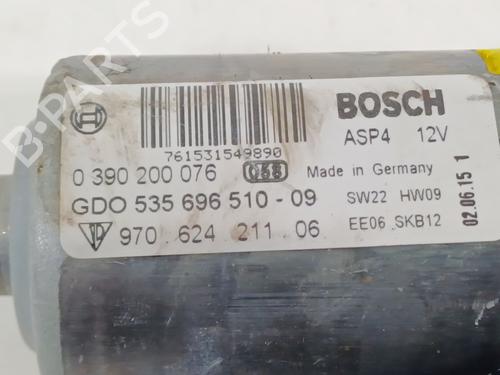 B-PARTS
BOSCH
ASP4 12V
761531549890
0 390 200 076
Made in Germany
GDO 535 696 510 - 09
SW22 HW09
970 624 211 06
EE06 SKB12
02.06.15 1